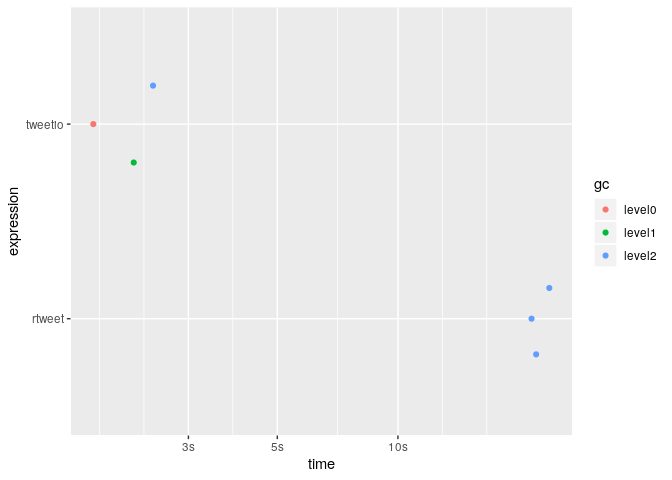 tweetio
rtweet
expression
3s
5s
10s
time
gc
level0
level1
level2